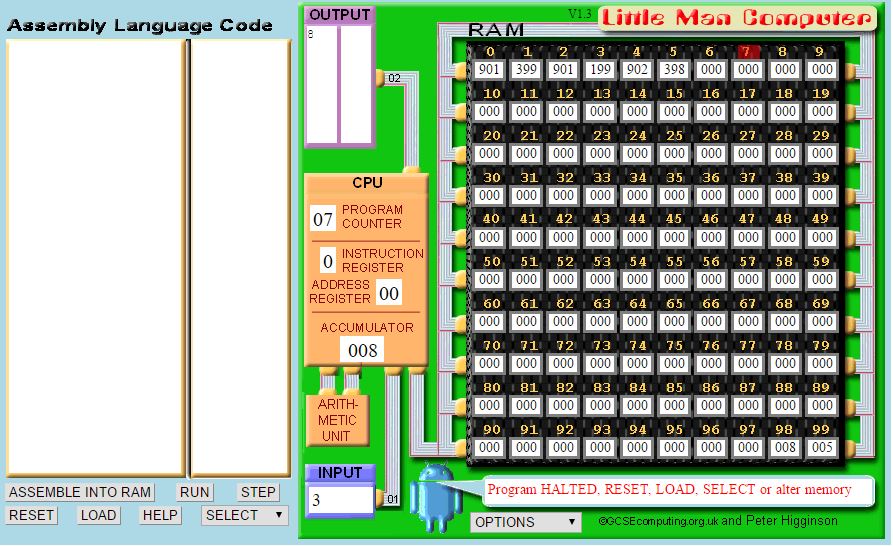 Assembly Language Code
OUTPUT
8
V1.3
Little Man Computer
RAM
0 1 2 3 4 5 6 7 8 9
901 399 901 199 902 398 000 000 000 000
10 11 12 13 14 15 16 17 18 19
000 000 000 000 000 000 000 000 000 000
20 21 22 23 24 25 26 27 28 29
000 000 000 000 000 000 000 000 000 000
30 31 32 33 34 35 36 37 38 39
000 000 000 000 000 000 000 000 000 000
40 41 42 43 44 45 46 47 48 49
000 000 000 000 000 000 000 000 000 000
50 51 52 53 54 55 56 57 58 59
000 000 000 000 000 000 000 000 000 000
60 61 62 63 64 65 66 67 68 69
000 000 000 000 000 000 000 000 000 000
70 71 72 73 74 75 76 77 78 79
000 000 000 000 000 000 000 000 000 000
80 81 82 83 84 85 86 87 88 89
000 000 000 000 000 000 000 000 000 000
90 91 92 93 94 95 96 97 98 99
000 000 000 000 000 000 000 000 008 005
02
CPU
07 PROGRAM
COUNTER
0 INSTRUCTION
REGISTER
ADDRESS
REGISTER 00
ACCUMULATOR
008
ARITH-
METIC
UNIT
INPUT
3
01
Program HALTED, RESET, LOAD, SELECT or alter memory
ASSEMBLE INTO RAM RUN STEP
RESET LOAD HELP SELECT
OPTIONS
©GCSEcomputing.org.uk and Peter Higginson